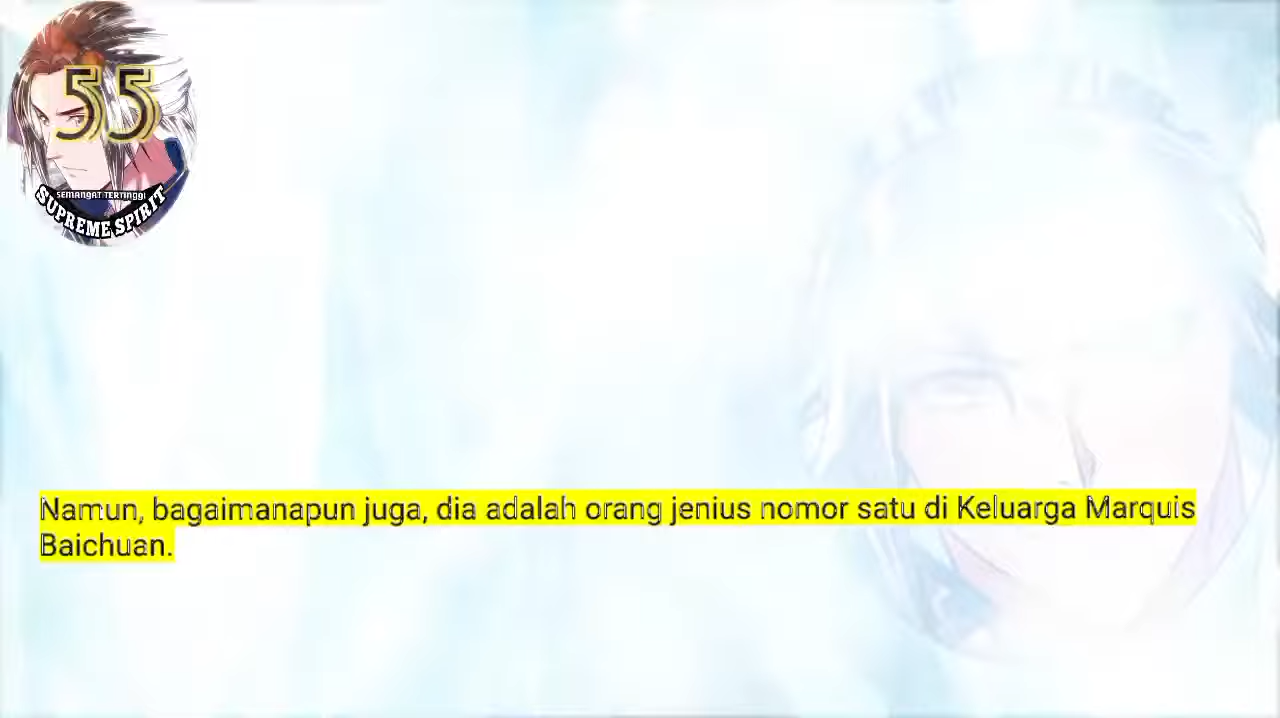 55
SEMANGAT TERTINGGI
SUPREME SPIRIT
Namun, bagaimanapun juga, dia adalah orang jenius nomor satu di Keluarga Marquis
Baichuan.